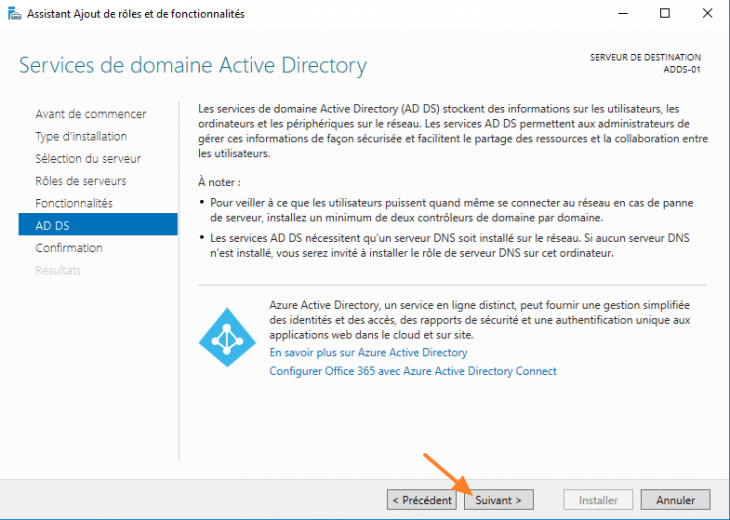 Assistant Ajout de rôles et de fonctionnalités
Services de domaine Active Directory
SERVEUR DE DESTINATION
ADDS-01
Avant de commencer
Type d'installation
Sélection du serveur
Rôles de serveurs
Fonctionnalités
AD DS
Confirmation
Résultats
Les services de domaine Active Directory (AD DS) stockent des informations sur les utilisateurs, les
ordinateurs et les périphériques sur le réseau. Les services AD DS permettent aux administrateurs de
gérer ces informations de façon sécurisée et facilitent le partage des ressources et la collaboration entre
les utilisateurs.
À noter :
• Pour veiller à ce que les utilisateurs puissent quand même se connecter au réseau en cas de panne
de serveur, installez un minimum de deux contrôleurs de domaine par domaine.
• Les services AD DS nécessitent qu'un serveur DNS soit installé sur le réseau. Si aucun serveur DNS
n'est installé, vous serez invité à installer le rôle de serveur DNS sur cet ordinateur.
Azure Active Directory, un service en ligne distinct, peut fournir une gestion simplifiée
des identités et des accès, des rapports de sécurité et une authentification unique aux
applications web dans le cloud et sur site.
En savoir plus sur Azure Active Directory
Configurer Office 365 avec Azure Active Directory Connect
< Précédent
Suivant >
Installer
Annuler